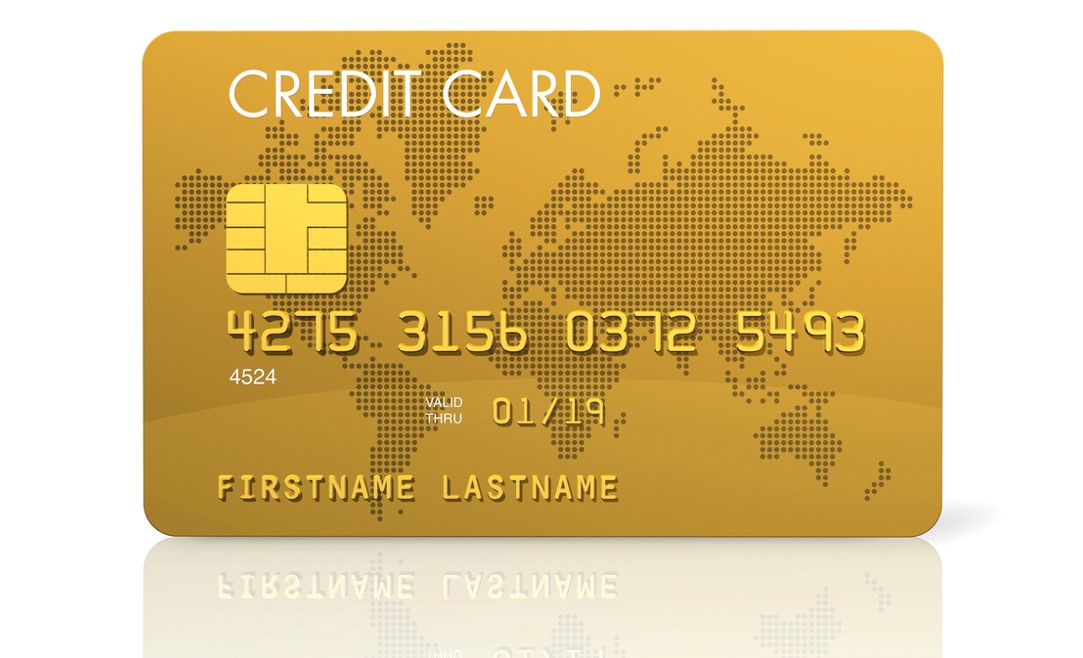 CREDIT CARD
4275 3156 0372 5493
4524
VALID
THRU 01/19
FIRSTNAME LASTNAME